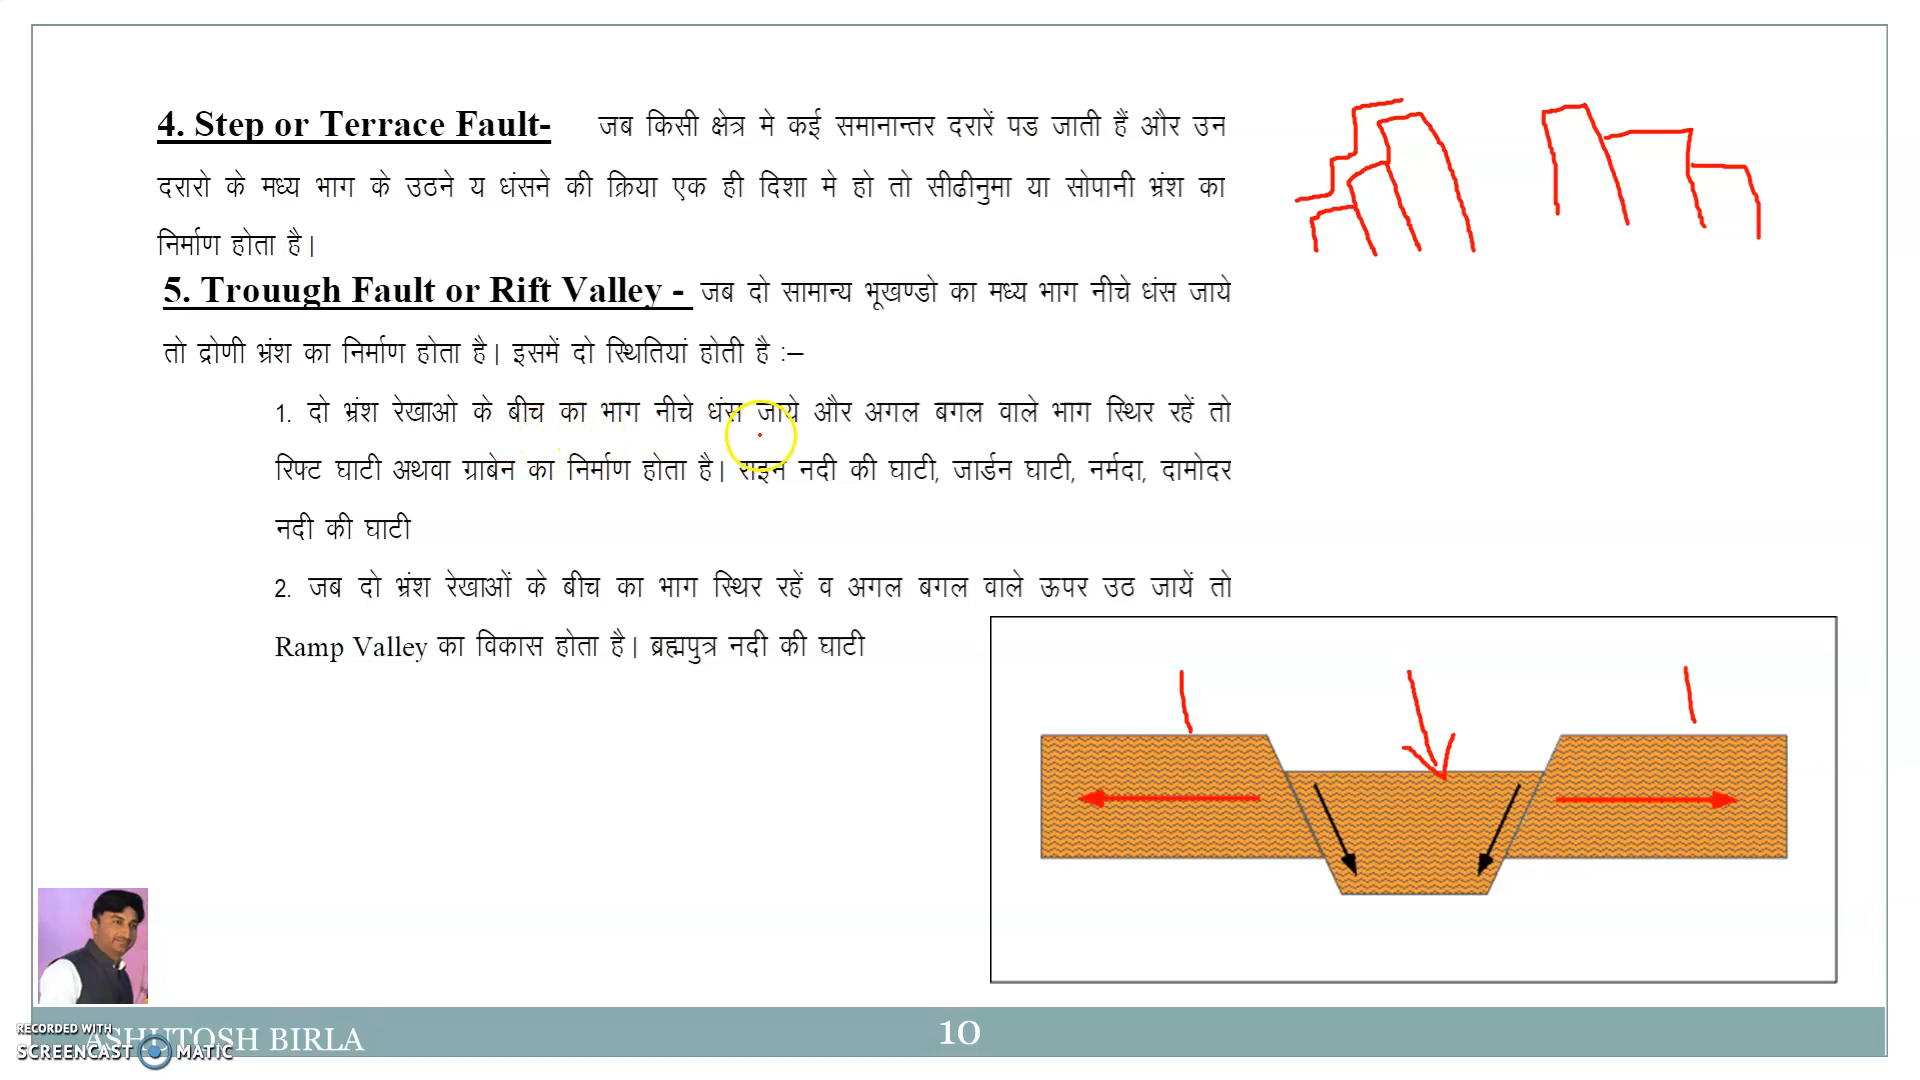 4. Step or Terrace Fault- जब किसी क्षेत्र मे कई समानान्तर दरारें पड जाती हैं और उन
दरारो के मध्य भाग के उठने य धंसने की क्रिया एक ही दिशा मे हो तो सीढीनुमा या सोपानी भ्रंश का
निर्माण होता है।
5. Trouugh Fault or Rift Valley - जब दो सामान्य भूखण्डो का मध्य भाग नीचे धंस जाये
तो द्रोणी भ्रंश का निर्माण होता है। इसमें दो स्थितियां होती है :–
1. दो भ्रंश रेखाओ के बीच का भाग नीचे धंस जाये और अगल बगल वाले भाग स्थिर रहें तो
रिफ्ट घाटी अथवा ग्राबेन का निर्माण होता है। राइन नदी की घाटी, जार्डन घाटी, नर्मदा, दामोदर
नदी की घाटी
2. जब दो भ्रंश रेखाओं के बीच का भाग स्थिर रहें व अगल बगल वाले ऊपर उठ जायें तो
Ramp Valley का विकास होता है। ब्रह्मपुत्र नदी की घाटी
RECORDED WITH
ASHUTOSH BIRLA
SCREENCAST MATIC
10